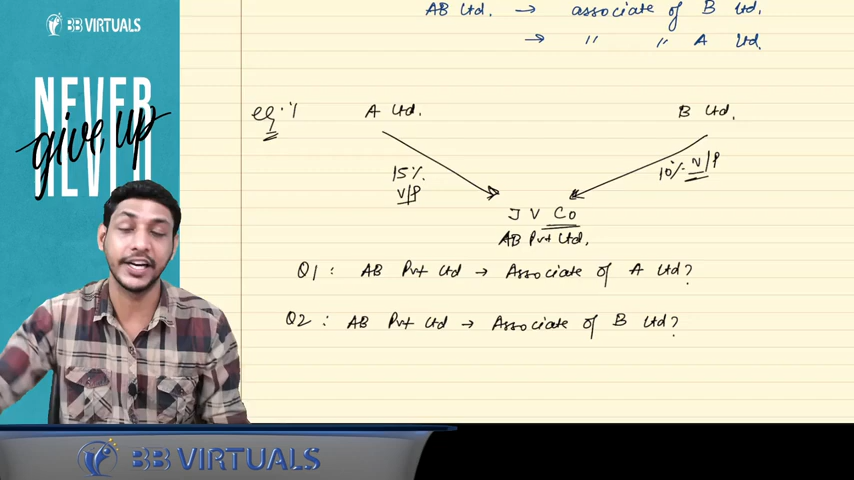 BB VIRTUALS
NEVER
give up
NEVER
AB Ltd. → associate of B Ltd.
→ " " A Ltd.
eg:1 A Ltd. B Ltd.
15%. V/P
10%. V/P
J V Co
AB Pvt Ltd.
Q1: AB Pvt Ltd → Associate of A Ltd?
Q2: AB Pvt Ltd → Associate of B Ltd?
BB VIRTUALS